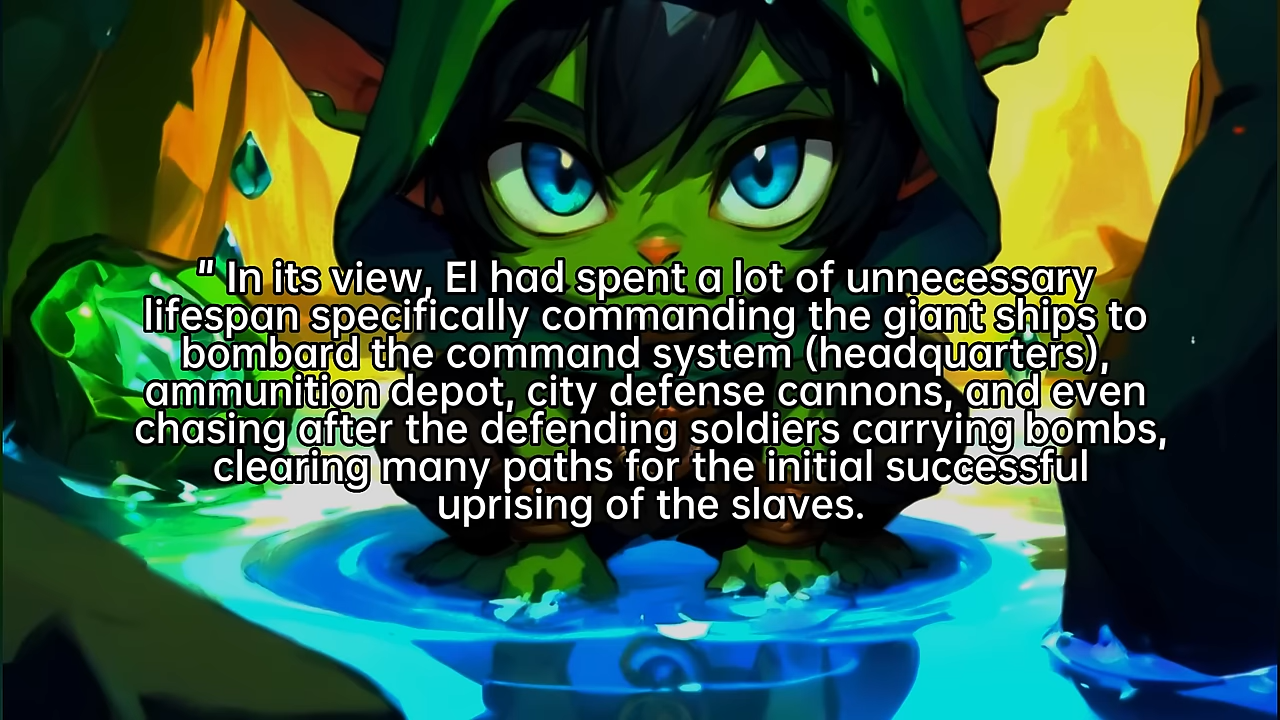 " In its view, El had spent a lot of unnecessary
lifespan specifically commanding the giant ships to
bombard the command system (headquarters),
ammunition depot, city defense cannons, and even
chasing after the defending soldiers carrying bombs,
clearing many paths for the initial successful
uprising of the slaves.